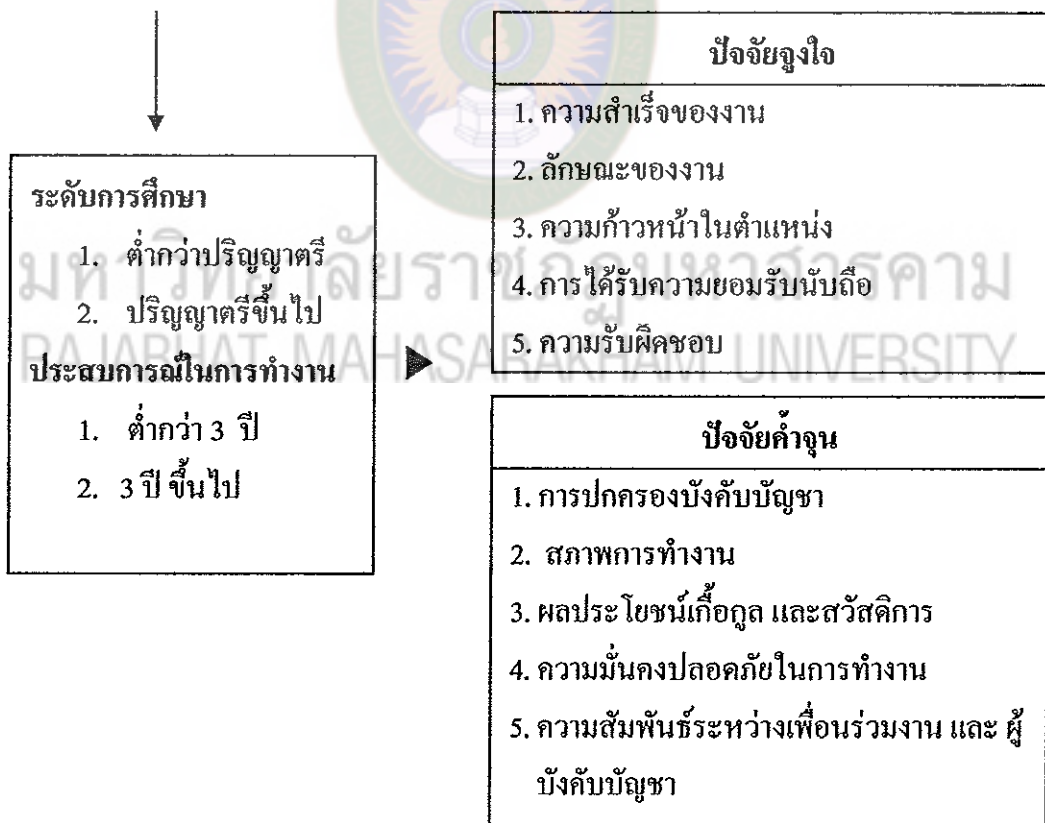 ระดับการศึกษา
1. ต่ำกว่าปริญญาตรี
2. ปริญญาตรีขึ้นไป
ประสบการณ์ในการทำงาน
1. ต่ำกว่า 3 ปี
2. 3 ปี ขึ้นไป
ปัจจัยจูงใจ
1. ความสำเร็จของงาน
2. ลักษณะของงาน
3. ความก้าวหน้าในตำแหน่ง
4. การได้รับความยอมรับนับถือ
5. ความรับผิดชอบ
ปัจจัยค้ำจุน
1. การปกครองบังคับบัญชา
2. สภาพการทำงาน
3. ผลประโยชน์เกื้อกูล และสวัสดิการ
4. ความมั่นคงปลอดภัยในการทำงาน
5. ความสัมพันธ์ระหว่างเพื่อนร่วมงาน และ ผู้
บังคับบัญชา
มหาวิทยาลัยราชภัฏมหาสารคาม
RAJABHAT MAHASARAKHAM UNIVERSITY